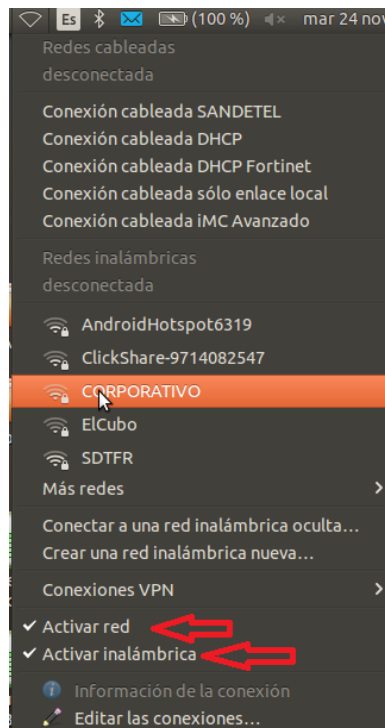 Es (100 %) mar 24 nov
Redes cableadas
desconectada
Conexión cableada SANDETEL
Conexión cableada DHCP
Conexión cableada DHCP Fortinet
Conexión cableada sólo enlace local
Conexión cableada iMC Avanzado
Redes inalámbricas
desconectada
AndroidHotspot6319
ClickShare-9714082547
CORPORATIVO
ElCubo
SDTFR
Más redes
Conectar a una red inalámbrica oculta…
Crear una red inalámbrica nueva…
Conexiones VPN
Activar red
Activar inalámbrica
Información de la conexión
Editar las conexiones…